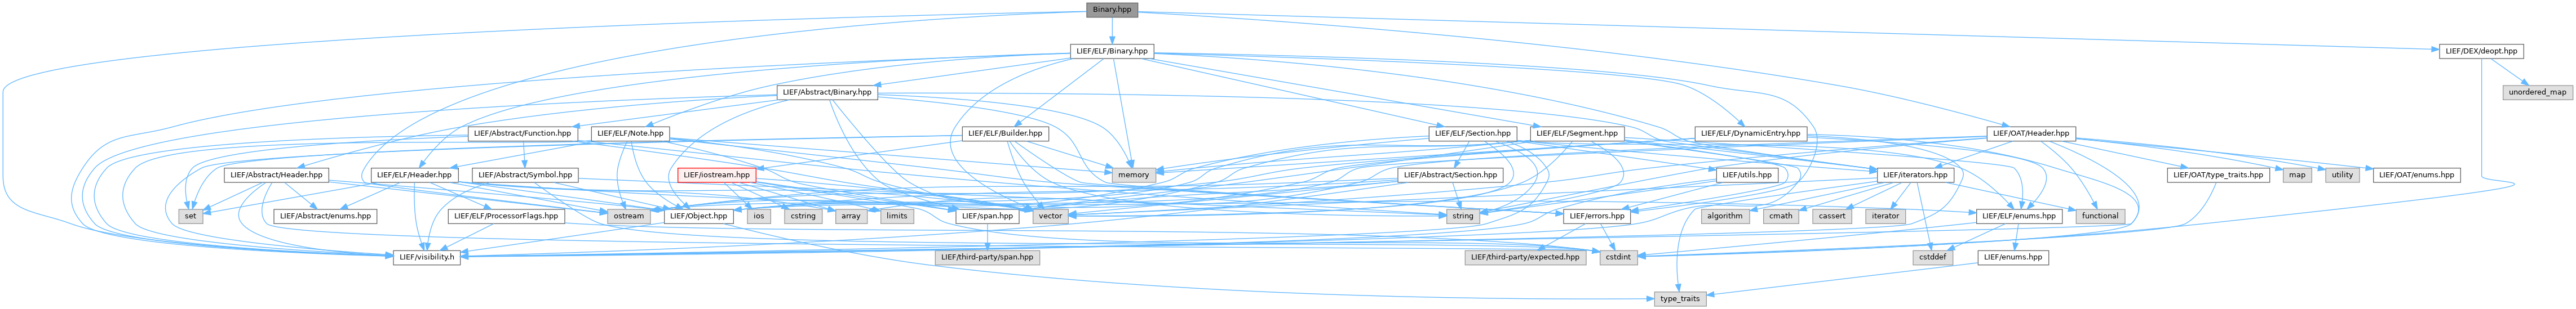 Binary.hpp
LIEF/ELF/Binary.hpp
LIEF/DEX/deopt.hpp
LIEF/Abstract/Binary.hpp
unordered_map
LIEF/Abstract/Function.hpp
LIEF/ELF/Note.hpp
LIEF/ELF/Builder.hpp
LIEF/ELF/Section.hpp
LIEF/ELF/Segment.hpp
LIEF/ELF/DynamicEntry.hpp
LIEF/OAT/Header.hpp
LIEF/Abstract/Header.hpp
LIEF/ELF/Header.hpp
LIEF/Abstract/Symbol.hpp
LIEF/iostream.hpp
memory
LIEF/Abstract/Section.hpp
LIEF/utils.hpp
LIEF/iterators.hpp
LIEF/OAT/type_traits.hpp
map
utility
LIEF/OAT/enums.hpp
set
LIEF/Abstract/enums.hpp
LIEF/ELF/ProcessorFlags.hpp
ostream
LIEF/Object.hpp
ios
cstring
array
limits
LIEF/span.hpp
vector
string
LIEF/errors.hpp
algorithm
cmath
cassert
iterator
LIEF/ELF/enums.hpp
functional
LIEF/visibility.h
LIEF/third-party/span.hpp
LIEF/third-party/expected.hpp
cstdint
cstddef
LIEF/enums.hpp
type_traits